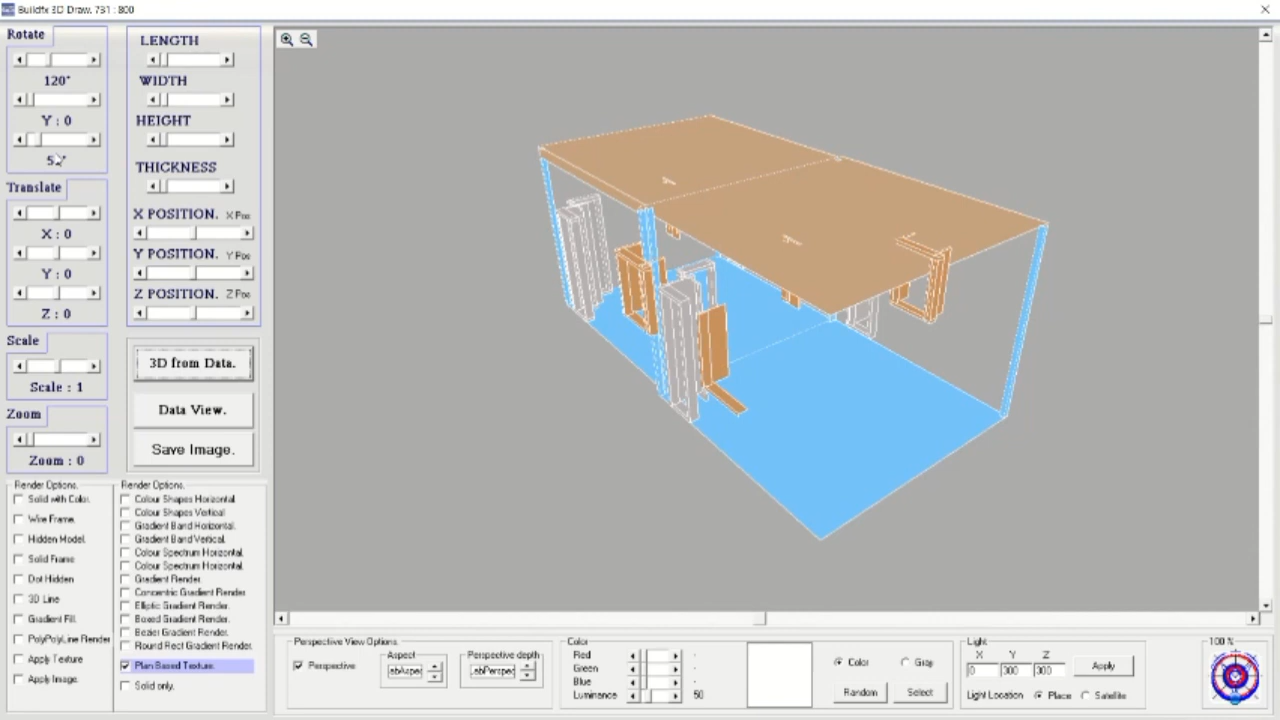 Buildfx 3D Draw. 731 : 800
Rotate
120°
Y : 0
Translate
X : 0
Y : 0
Z : 0
Scale
Scale : 1
Zoom
Zoom : 0
LENGTH
WIDTH
HEIGHT
THICKNESS
X POSITION. X Pos
Y POSITION. Y Pos
Z POSITION. Z Pos
3D from Data.
Data View.
Save Image.
Render Options.
Solid with Color.
Wire Frame.
Hidden Model.
Solid Frame
Dot Hidden
3D Line
Gradient Fill.
PolyPolyLine Render
Apply Texture
Apply Image.
Render Options.
Colour Shapes Horizontal
Colour Shapes Vertical
Gradient Band Horizontal.
Gradient Band Vertical.
Colour Spectrum Horizontal.
Colour Spectrum Horizontal.
Gradient Render.
Concentric Gradient Render
Elliptic Gradient Render.
Boxed Gradient Render.
Bezier Gradient Render.
Round Rect Gradient Render.
Plan Based Texture.
Solid only.
Perspective View Options.
Perspective
Aspect
Perspective depth
Color
Red
Green
Blue
Luminance 50
Color Gray
Random Select
Light
X Y Z
0 300 300
Apply
Light Location Place Satellite
100 %